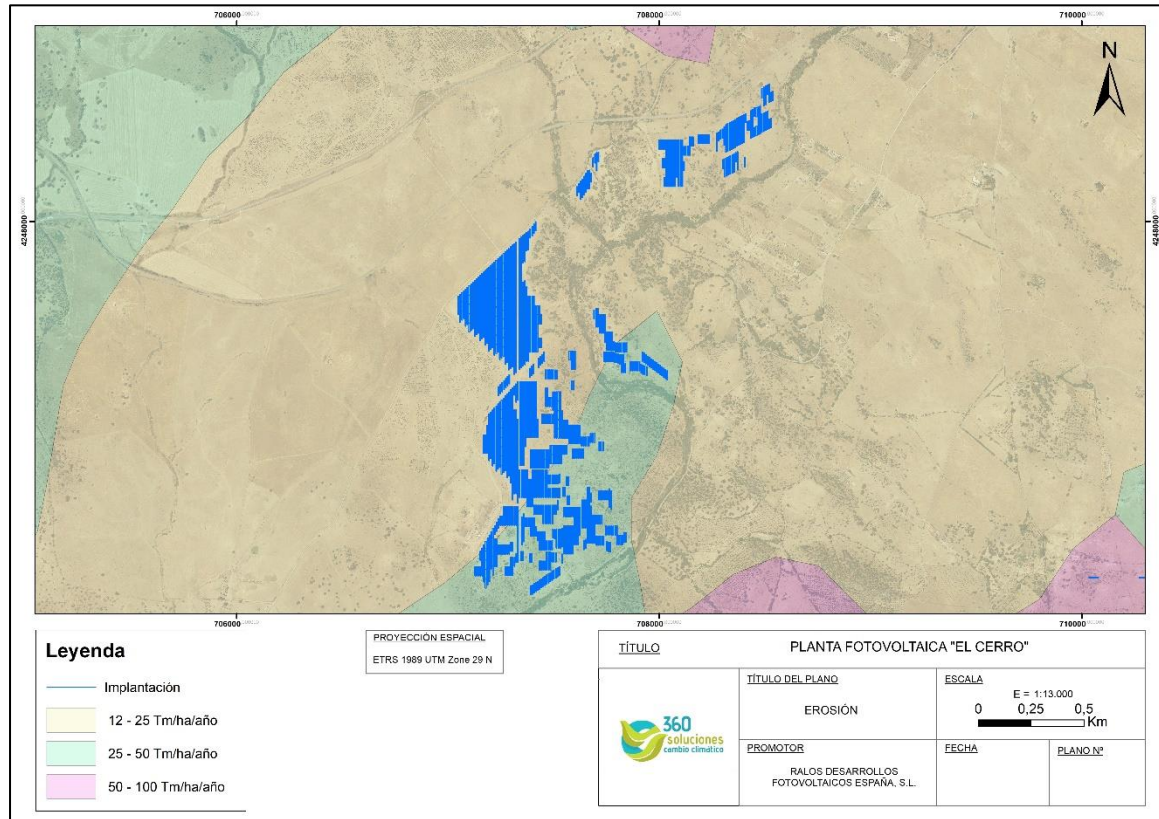 706000
708000
710000
N
4248000
4248000
706000
708000
710000
Leyenda
Implantación
12 - 25 Tm/ha/año
25 - 50 Tm/ha/año
50 - 100 Tm/ha/año
PROYECCIÓN ESPACIAL
ETRS 1989 UTM Zone 29 N
TÍTULO
PLANTA FOTOVOLTAICA "EL CERRO"
360
soluciones
cambio climático
TÍTULO DEL PLANO
EROSIÓN
ESCALA
E = 1:13.000
0 0,25 0,5
Km
PROMOTOR
RALOS DESARROLLOS
FOTOVOLTAICOS ESPAÑA, S.L.
FECHA
PLANO Nº